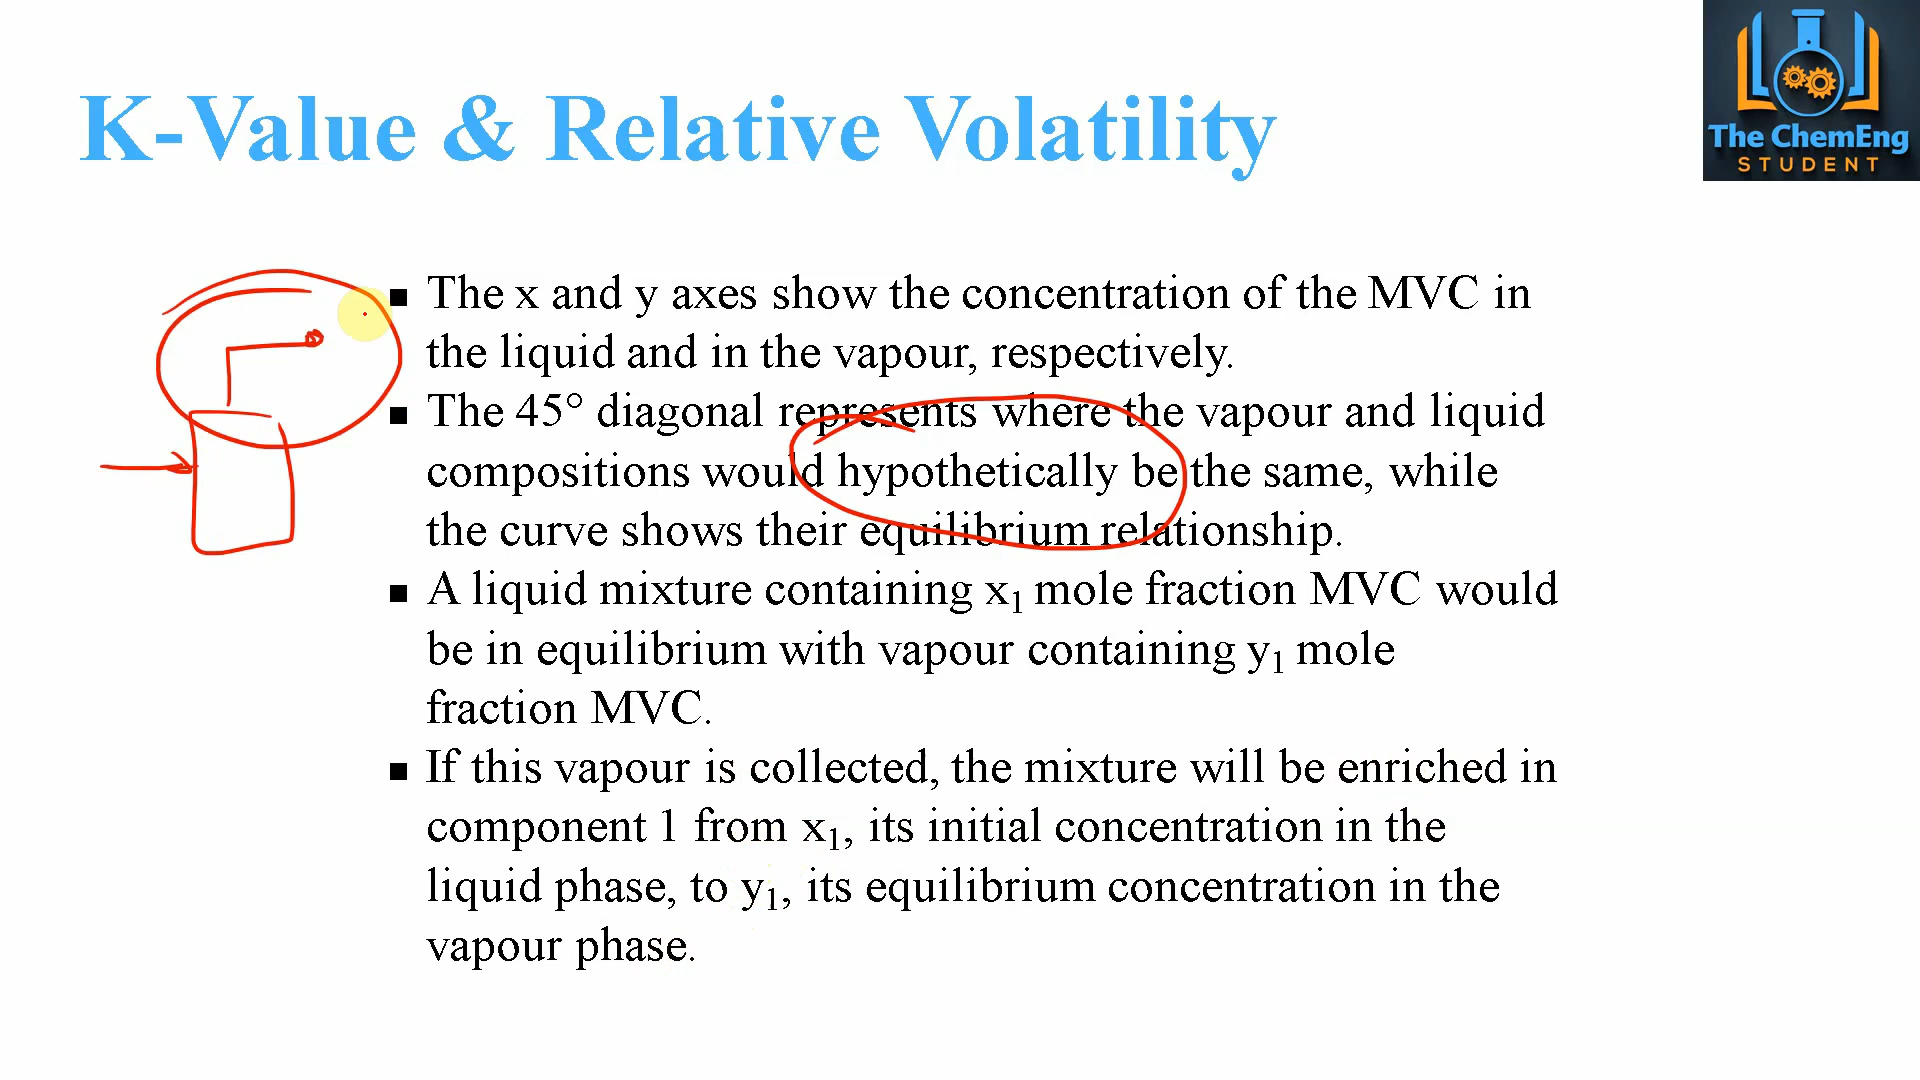 The ChemEng
STUDENT
K-Value & Relative Volatility
■ The x and y axes show the concentration of the MVC in
the liquid and in the vapour, respectively.
■ The 45° diagonal represents where the vapour and liquid
compositions would hypothetically be the same, while
the curve shows their equilibrium relationship.
■ A liquid mixture containing x₁ mole fraction MVC would
be in equilibrium with vapour containing y₁ mole
fraction MVC.
■ If this vapour is collected, the mixture will be enriched in
component 1 from x₁, its initial concentration in the
liquid phase, to y₁, its equilibrium concentration in the
vapour phase.